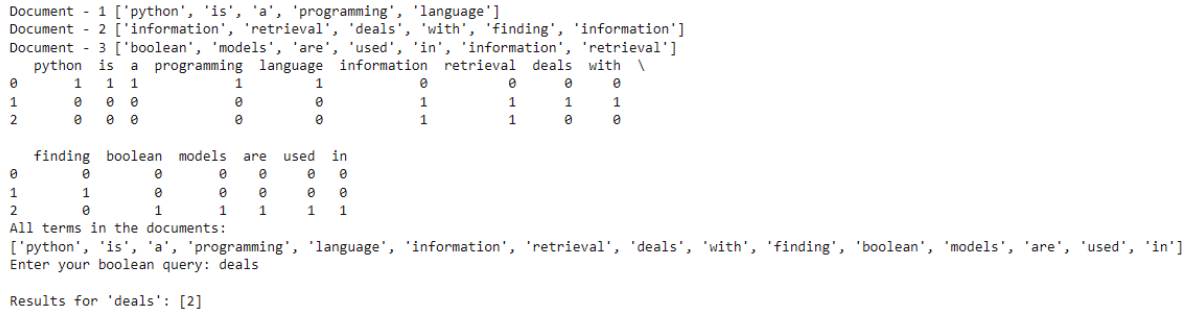 Document - 1 ['python', 'is', 'a', 'programming', 'language']
Document - 2 ['information', 'retrieval', 'deals', 'with', 'finding', 'information']
Document - 3 ['boolean', 'models', 'are', 'used', 'in', 'information', 'retrieval']
   python  is  a  programming  language  information  retrieval  deals  with  \
0       1   1  1            1         1            0          0      0     0
1       0   0  0            0         0            1          1      1     1
2       0   0  0            0         0            1          1      0     0

   finding  boolean  models  are  used  in
0        0        0       0    0     0   0
1        1        0       0    0     0   0
2        0        1       1    1     1   1
All terms in the documents:
['python', 'is', 'a', 'programming', 'language', 'information', 'retrieval', 'deals', 'with', 'finding', 'boolean', 'models', 'are', 'used', 'in']
Enter your boolean query: deals

Results for 'deals': [2]